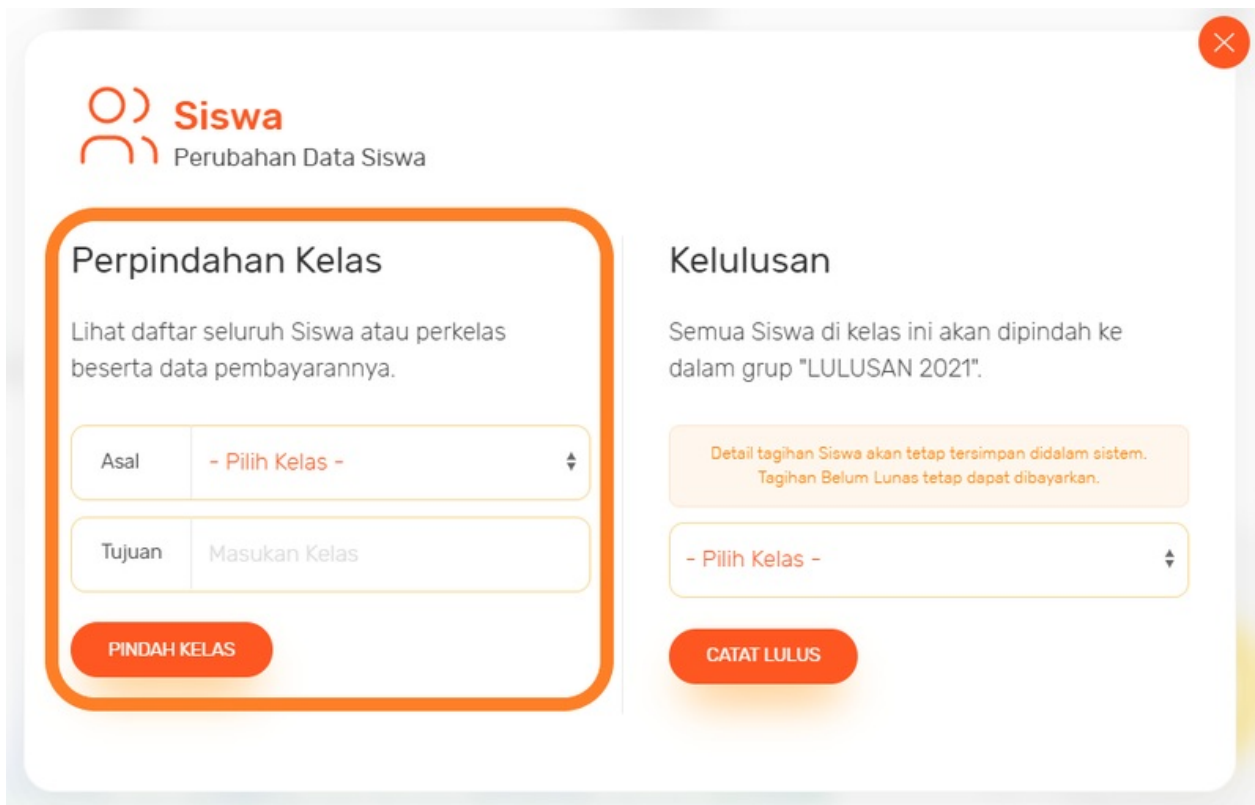 Siswa
Perubahan Data Siswa
Perpindahan Kelas
Lihat daftar seluruh Siswa atau perkelas
beserta data pembayarannya.
Asal
- Pilih Kelas -
Tujuan
Masukan Kelas
PINDAH KELAS
Kelulusan
Semua Siswa di kelas ini akan dipindah ke
dalam grup "LULUSAN 2021".
Detail tagihan Siswa akan tetap tersimpan didalam sistem.
Tagihan Belum Lunas tetap dapat dibayarkan.
- Pilih Kelas -
CATAT LULUS